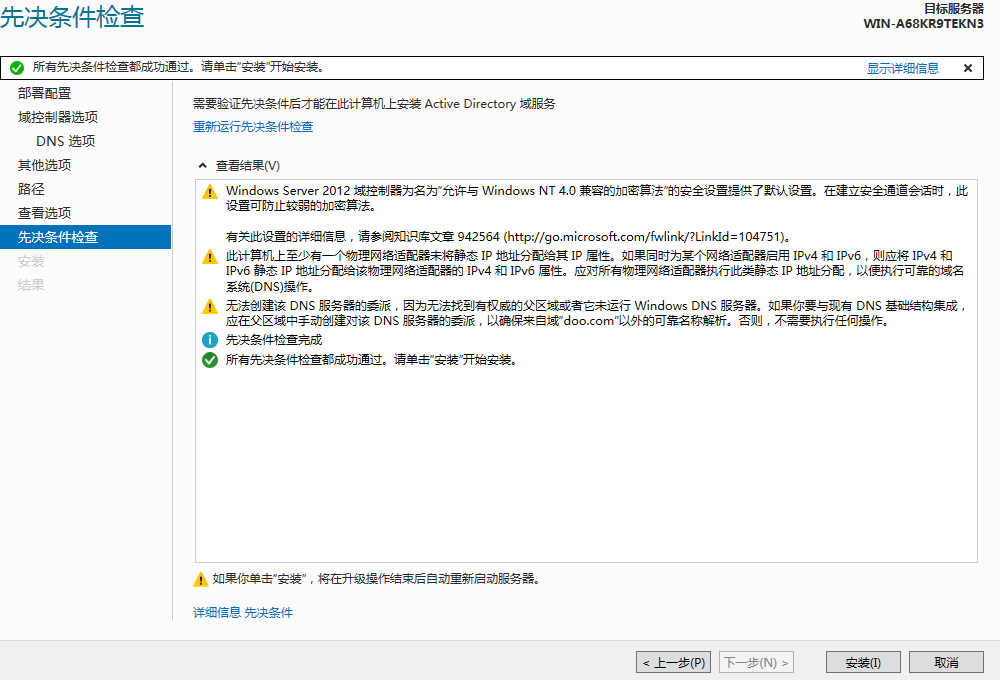 先决条件检查
目标服务器
WIN-A68KR9TEKN3
所有先决条件检查都成功通过。请单击"安装"开始安装。
显示详细信息
部署配置
域控制器选项
DNS 选项
其他选项
路径
查看选项
先决条件检查
安装
结果
需要验证先决条件后才能在此计算机上安装 Active Directory 域服务
重新运行先决条件检查
查看结果(V)
Windows Server 2012 域控制器为名为"允许与 Windows NT 4.0 兼容的加密算法"的安全设置提供了默认设置。在建立安全通道会话时，此
设置可防止较弱的加密算法。
有关此设置的详细信息，请参阅知识库文章 942564 (http://go.microsoft.com/fwlink/?LinkId=104751)。
此计算机上至少有一个物理网络适配器未将静态 IP 地址分配给其 IP 属性。如果同时为某个网络适配器启用 IPv4 和 IPv6，则应将 IPv4 和
IPv6 静态 IP 地址分配给该物理网络适配器的 IPv4 和 IPv6 属性。应对所有物理网络适配器执行此类静态 IP 地址分配，以便执行可靠的域名
系统(DNS)操作。
无法创建该 DNS 服务器的委派，因为无法找到有权威的父区域或者它未运行 Windows DNS 服务器。如果你要与现有 DNS 基础结构集成，
应在父区域中手动创建对该 DNS 服务器的委派，以确保来自域"doo.com"以外的可靠名称解析。否则，不需要执行任何操作。
先决条件检查完成
所有先决条件检查都成功通过。请单击"安装"开始安装。
如果你单击"安装"，将在升级操作结束后自动重新启动服务器。
详细信息 先决条件
< 上一步(P)
下一步(N) >
安装(I)
取消